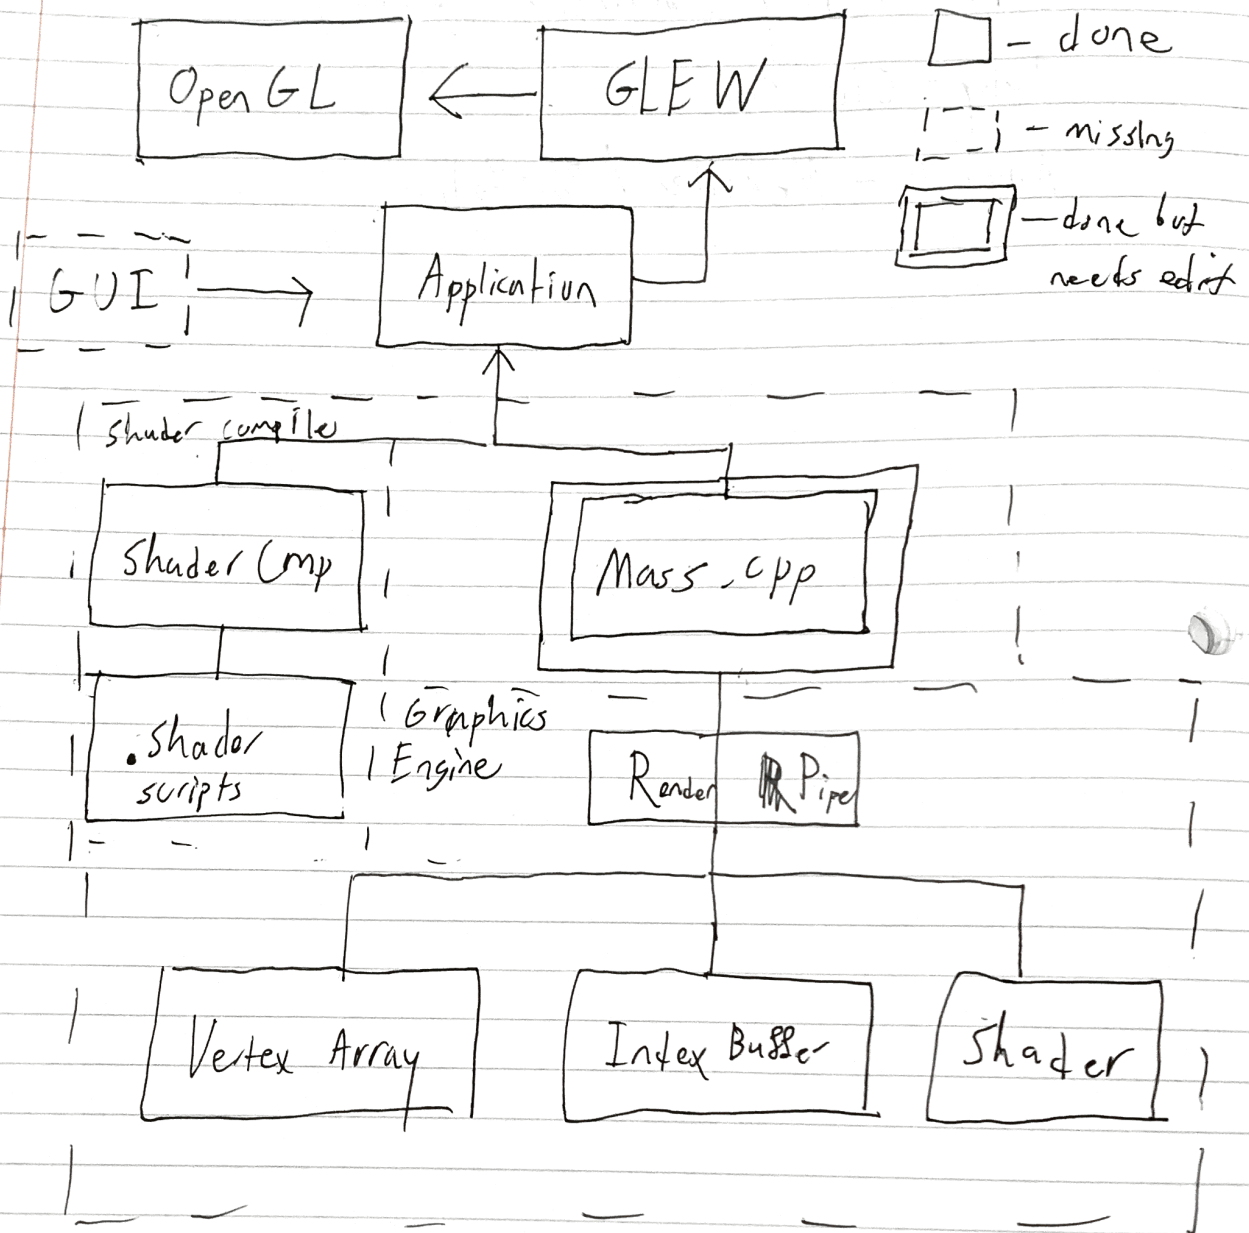 OpenGL
GLEW
- done
- missing
- done but
needs edit
GUI
Application
shader compile
Shader Cmp
Mass.cpp
.shader
scripts
Graphics
Engine
Render Pipe
Vertex Array
Index Buffer
Shader